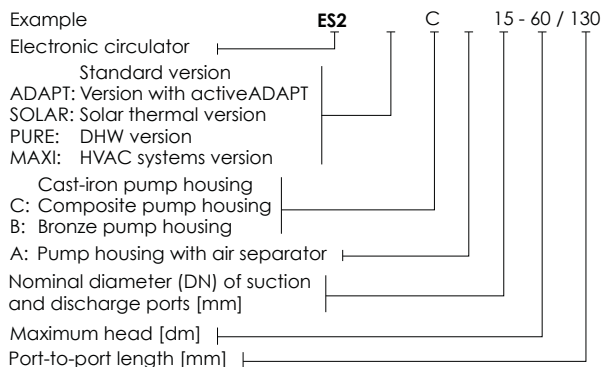 Example ES2 C 15 - 60 / 130
Electronic circulator
Standard version
ADAPT: Version with activeADAPT
SOLAR: Solar thermal version
PURE: DHW version
MAXI: HVAC systems version
Cast-iron pump housing
C: Composite pump housing
B: Bronze pump housing
A: Pump housing with air separator
Nominal diameter (DN) of suction
and discharge ports [mm]
Maximum head [dm]
Port-to-port length [mm]